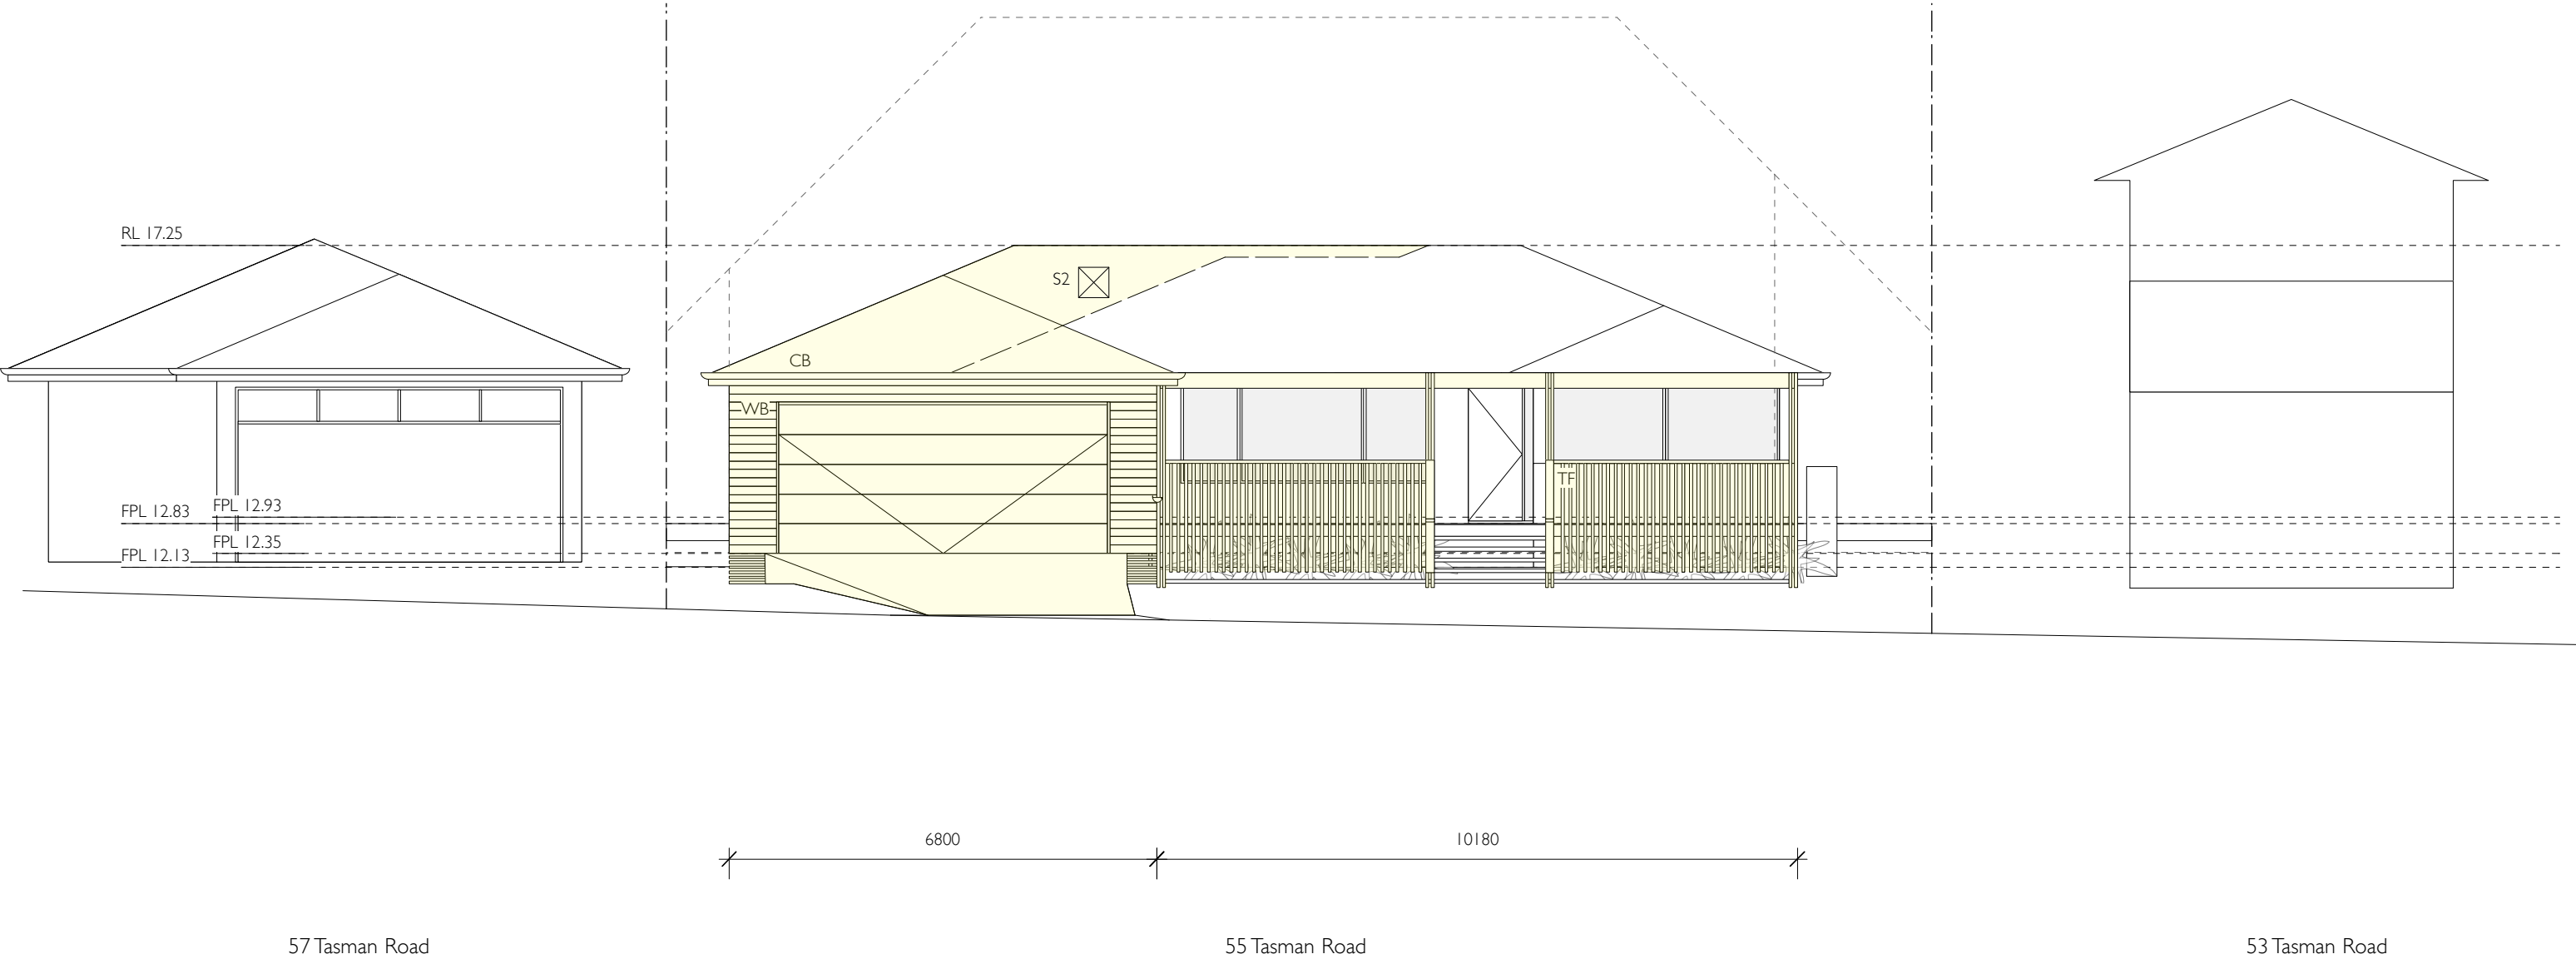 RL 17.25
S2
CB
WB
TF
FPL 12.83
FPL 12.93
FPL 12.35
FPL 12.13
6800
10180
57 Tasman Road
55 Tasman Road
53 Tasman Road